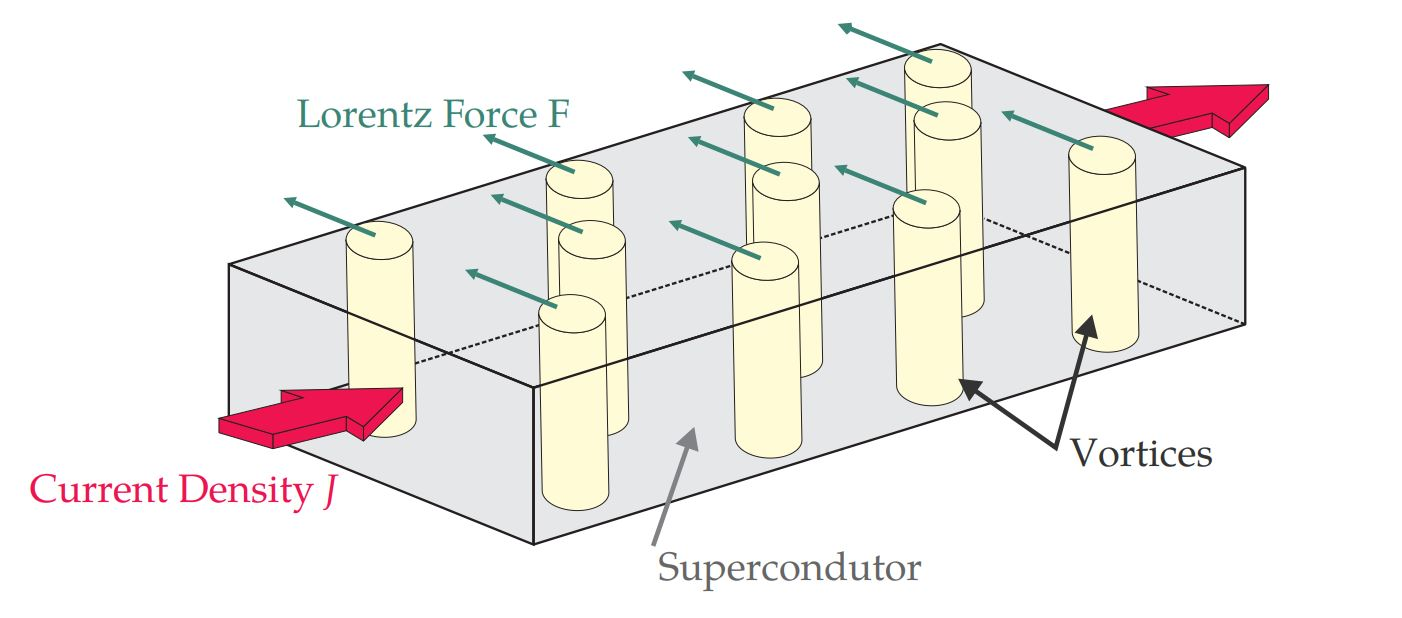 Lorentz Force F
Current Density J
Vortices
Supercondutor